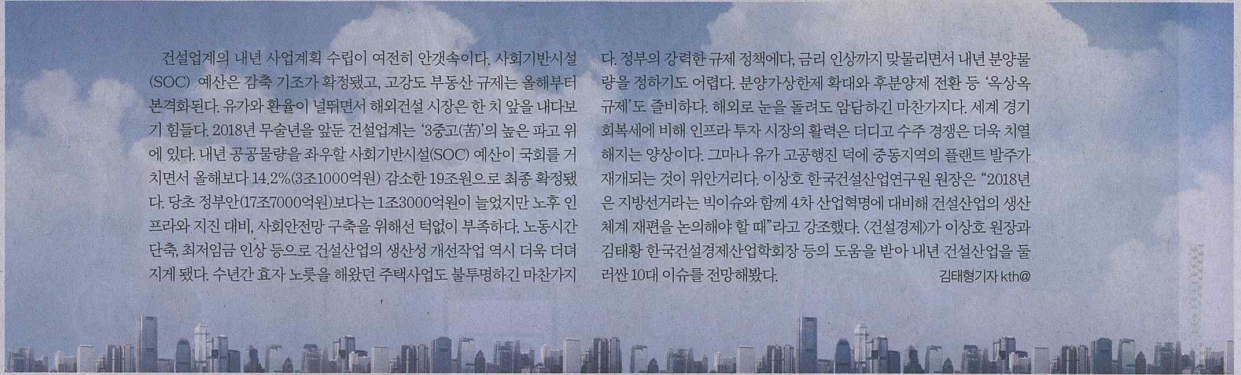 건설업계의 내년 사업계획 수립이 여전히 안갯속이다. 사회기반시설
(SOC) 예산은 감축 기조가 확정됐고, 고강도 부동산 규제는 올해부터
본격화된다. 유가와 환율이 널뛰면서 해외건설 시장은 한 치 앞을 내다보
기 힘들다. 2018년 무술년을 앞둔 건설업계는 ‘3중고(苦)’의 높은 파고 위
에 있다. 내년 공공물량을 좌우할 사회기반시설(SOC) 예산이 국회를 거
치면서 올해보다 14.2%(3조1000억원) 감소한 19조원으로 최종 확정됐
다. 당초 정부안(17조7000억원)보다는 1조3000억원이 늘었지만 노후 인
프라와 지진 대비, 사회안전망 구축을 위해선 턱없이 부족하다. 노동시간
단축, 최저임금 인상 등으로 건설산업의 생산성 개선작업 역시 더욱 더뎌
지게 됐다. 수년간 효자 노릇을 해왔던 주택사업도 불투명하긴 마찬가지
다. 정부의 강력한 규제 정책에다, 금리 인상까지 맞물리면서 내년 분양물
량을 정하기도 어렵다. 분양가상한제 확대와 후분양제 전환 등 ‘옥상옥
규제’도 즐비하다. 해외로 눈을 돌려도 암담하긴 마찬가지다. 세계 경기
회복세에 비해 인프라 투자 시장의 활력은 더디고 수주 경쟁은 더욱 치열
해지는 양상이다. 그마나 유가 고공행진 덕에 중동지역의 플랜트 발주가
재개되는 것이 위안거리다. 이상호 한국건설산업연구원 원장은 “2018년
은 지방선거라는 빅이슈와 함께 4차 산업혁명에 대비해 건설산업의 생산
체계 재편을 논의해야 할 때”라고 강조했다. 〈건설경제〉가 이상호 원장과
김태황 한국건설경제산업학회장 등의 도움을 받아 내년 건설산업을 둘
러싼 10대 이슈를 전망해봤다. 김태형기자 kth@